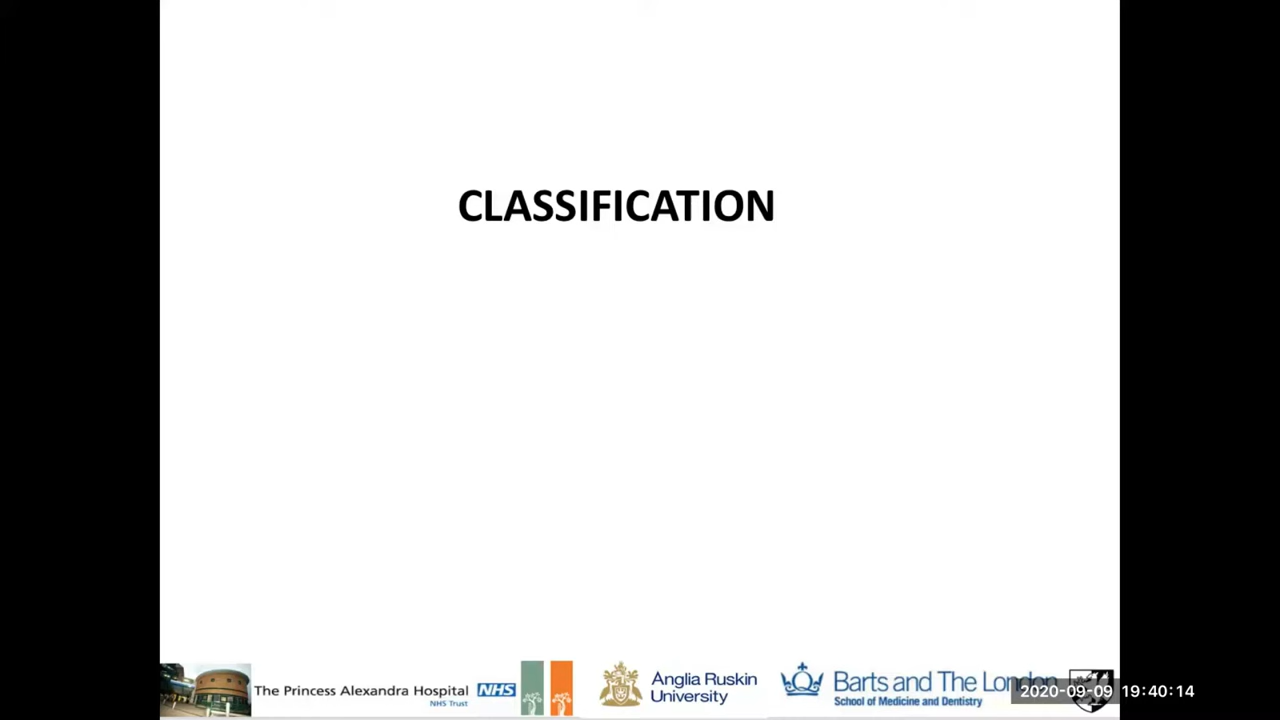 CLASSIFICATION
The Princess Alexandra Hospital NHS
NHS Trust
Anglia Ruskin
University
Barts and The London
School of Medicine and Dentistry
2020-09-09 19:40:14